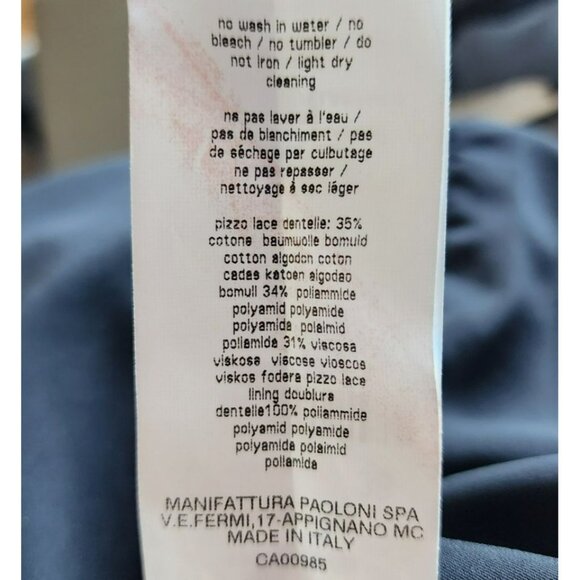 no wash in water / no
bleach / no tumbler / do
not iron / light dry
cleaning
ne pas laver à l'eau /
pas de blanchiment / pas
de séchage par culbutage
ne pas repasser /
nettoyage à sec léger
pizzo lace dentelle: 35%
cotone baumwolle bomuld
cotton algodon coton
cadas katoen algodao
bomull 34% poliammide
polyamid polyamide
polyamida polaimid
poliamida 31% viscosa
viskose viscose vioscos
viskos fodera pizzo lace
lining doublure
dentelle100% poliammide
polyamid polyamide
polyamida polaimid
poliamida
MANIFATTURA PAOLONI SPA
V.E.FERMI,17-APPIGNANO MC
MADE IN ITALY
CA00985